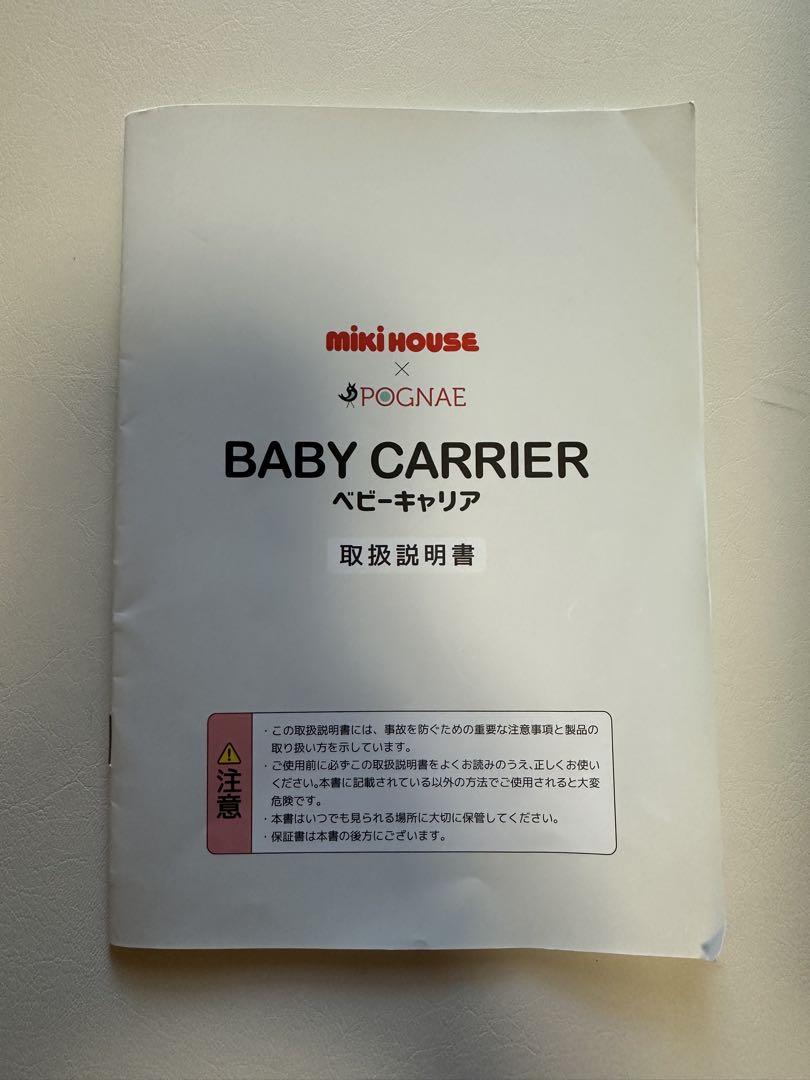 MIKI HOUSE
×
POGNAE
BABY CARRIER
ベビーキャリア
取扱説明書
注意
・この取扱説明書には、事故を防ぐための重要な注意事項と製品の
取り扱い方を示しています。
・ご使用前に必ずこの取扱説明書をよくお読みのうえ、正しくお使い
ください。本書に記載されている以外の方法でご使用されると大変
危険です。
・本書はいつでも見られる場所に大切に保管してください。
・保証書は本書の後方にございます。